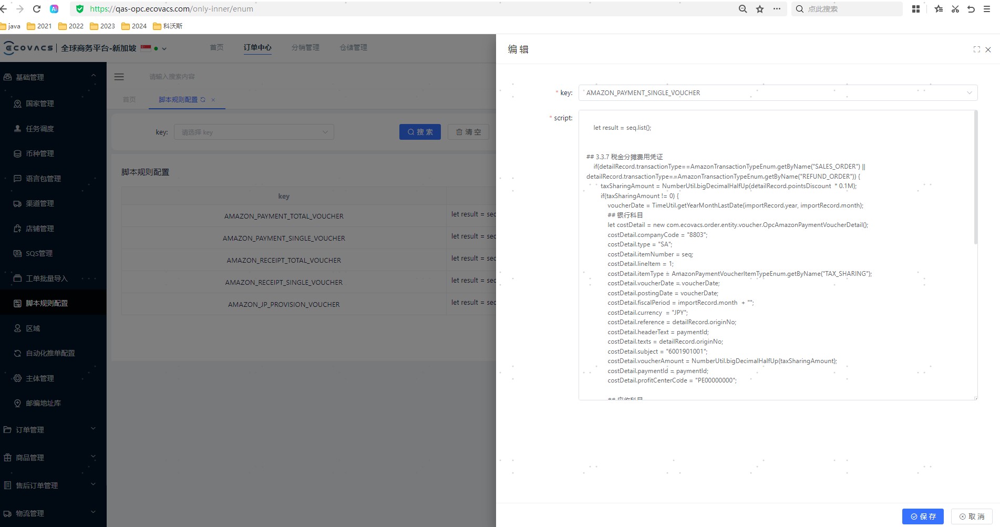 https://qas-opc.ecovacs.com/only-inner/enum
点此搜索
java
2021
2022
2023
2024
科沃斯
ECOVACS
全球商务平台-新加坡
首页
订单中心
分销管理
仓储管理
基础管理
国家管理
任务调度
币种管理
语言包管理
渠道管理
店铺管理
SQS管理
工单批量导入
脚本规则配置
区域
自动化推单配置
主体管理
邮编地址库
订单管理
商品管理
售后订单管理
物流管理
请输入搜索内容
首页
脚本规则配置
key:
请选择 key
搜 索
清 空
脚本规则配置
key
AMAZON_PAYMENT_TOTAL_VOUCHER
let result = seq
AMAZON_PAYMENT_SINGLE_VOUCHER
let result = seq
AMAZON_RECEIPT_TOTAL_VOUCHER
let result = seq
AMAZON_RECEIPT_SINGLE_VOUCHER
let result = seq
AMAZON_JP_PROVISION_VOUCHER
let result = seq
编 辑
* key:
AMAZON_PAYMENT_SINGLE_VOUCHER
* script:
let result = seq.list();
## 3.3.7 税金分摊费用凭证
if(detailRecord.transactionType==AmazonTransactionTypeEnum.getByName("SALES_ORDER") ||
detailRecord.transactionType==AmazonTransactionTypeEnum.getByName("REFUND_ORDER")) {
taxSharingAmount = NumberUtil.bigDecimalHalfUp(detailRecord.pointsDiscount * 0.1M);
if(taxSharingAmount != 0) {
voucherDate = TimeUtil.getYearMonthLastDate(importRecord.year, importRecord.month);
## 银行科目
let costDetail = new com.ecovacs.order.entity.voucher.OpcAmazonPaymentVoucherDetail();
costDetail.companyCode = "8803";
costDetail.type = "SA";
costDetail.itemNumber = seq;
costDetail.lineItem = 1;
costDetail.itemType = AmazonPaymentVoucherItemTypeEnum.getByName("TAX_SHARING");
costDetail.voucherDate = voucherDate;
costDetail.postingDate = voucherDate;
costDetail.fiscalPeriod = importRecord.month + "";
costDetail.currency = "JPY";
costDetail.reference = detailRecord.originNo;
costDetail.headerText = paymentId;
costDetail.texts = detailRecord.originNo;
costDetail.subject = "6001901001";
costDetail.voucherAmount = NumberUtil.bigDecimalHalfUp(taxSharingAmount);
costDetail.paymentId = paymentId;
costDetail.profitCenterCode = "PE00000000";
## 应收科目
保 存
取 消